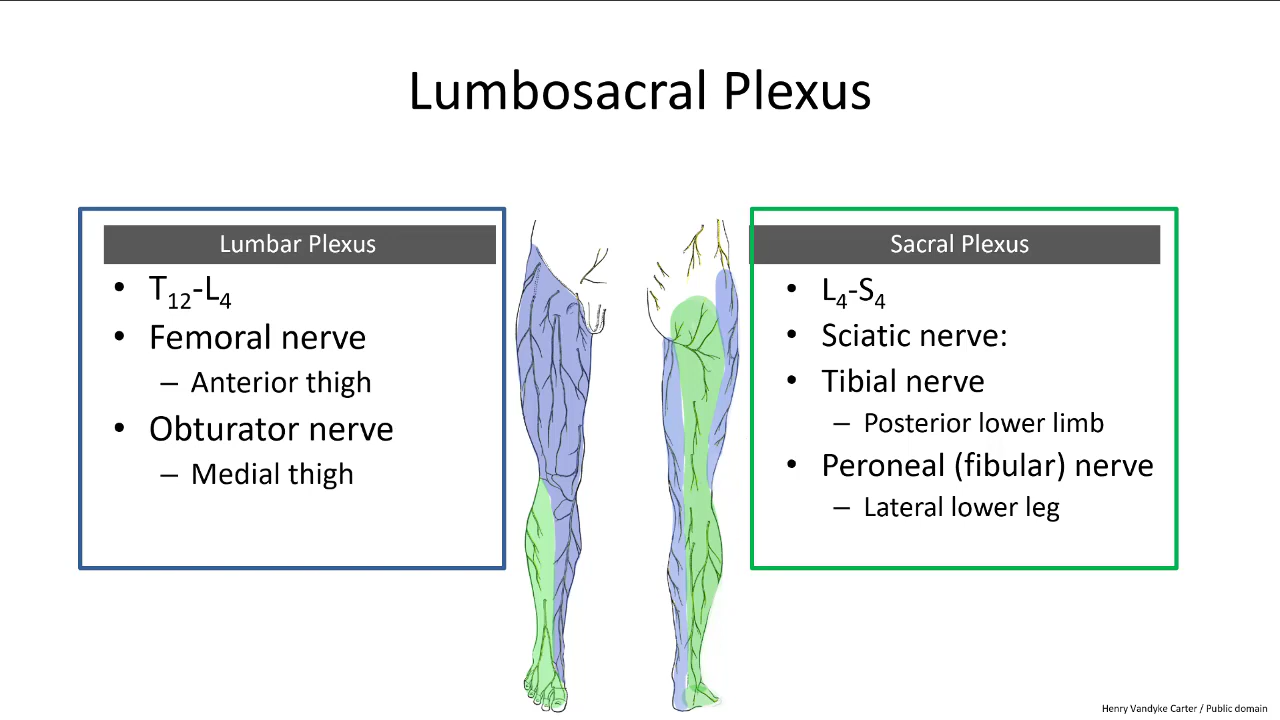 Lumbosacral Plexus
Lumbar Plexus
• T₁₂-L₄
• Femoral nerve
– Anterior thigh
• Obturator nerve
– Medial thigh
Sacral Plexus
• L₄-S₄
• Sciatic nerve:
• Tibial nerve
– Posterior lower limb
• Peroneal (fibular) nerve
– Lateral lower leg
Henry Vandyke Carter / Public domain